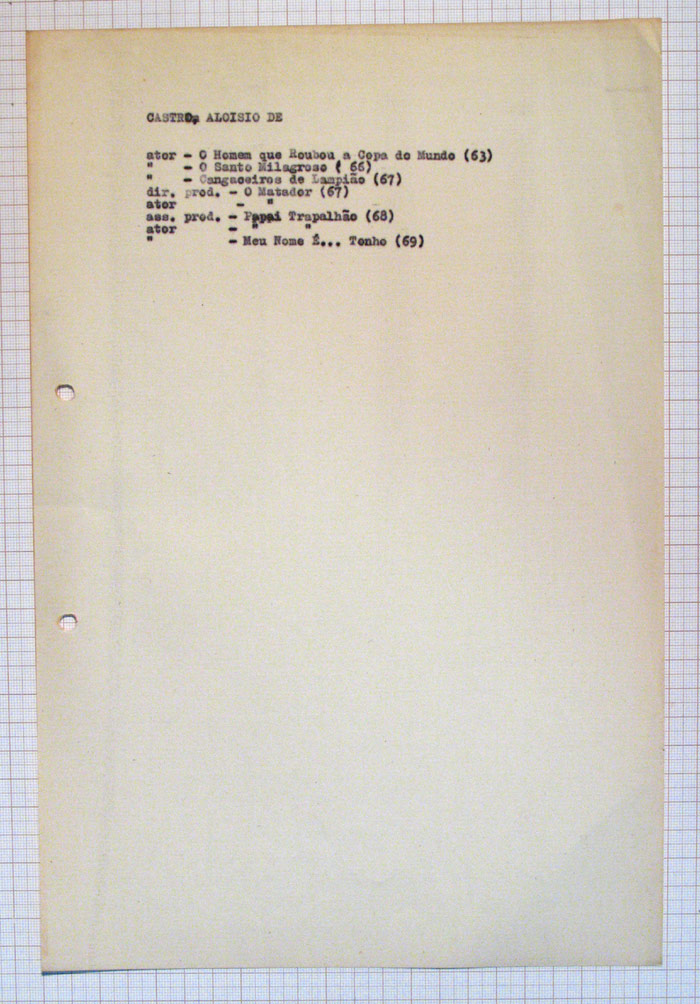 CASTRO, ALOISIO DE
ator - O Homem que Roubou a Copa do Mundo (63)
" - O Santo Milagroso ( 66)
" - Cangaceiros de Lampião (67)
dir. prod. - O Matador (67)
ator - "
ass. prod. - Papai Trapalhão (68)
ator - " "
" - Meu Nome É... Tonho (69)